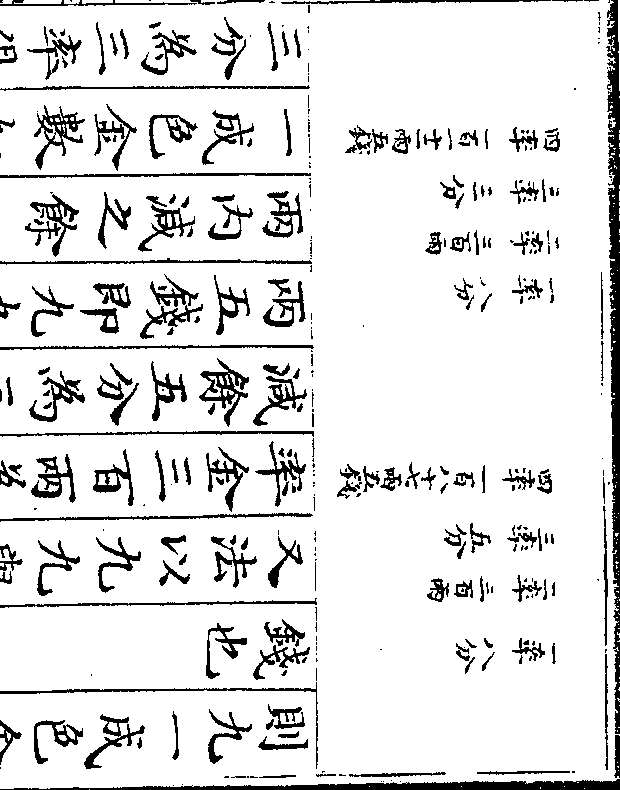 一率 八分
二率 三百兩
三率 五分
四率 一百八十七兩五錢
一率 八分
二率 三百兩
三率 三分
四率 一百一十二兩五錢
則九一成色金
錢也
又法以九九
率金三百兩為
減餘五分為二
兩五錢即九
兩內減之餘
一成色金數
三分為三率但